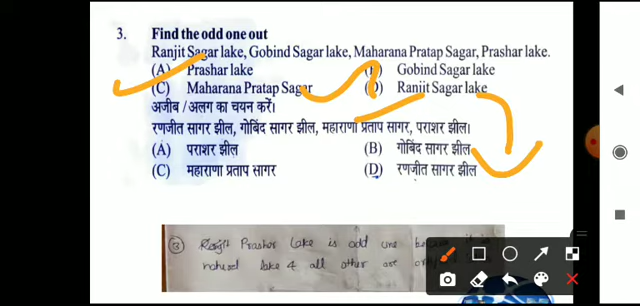 3. Find the odd one out
Ranjit Sagar lake, Gobind Sagar lake, Maharana Pratap Sagar, Prashar lake.
(A) Prashar lake (B) Gobind Sagar lake
(C) Maharana Pratap Sagar (D) Ranjit Sagar lake
अजीब / अलग का चयन करें।
रणजीत सागर झील, गोबिंद सागर झील, महाराणा प्रताप सागर, पराशर झील।
(A) पराशर झील (B) गोबिंद सागर झील
(C) महाराणा प्रताप सागर (D) रणजीत सागर झील
③ Prasher Lake is odd one
lake & all other are